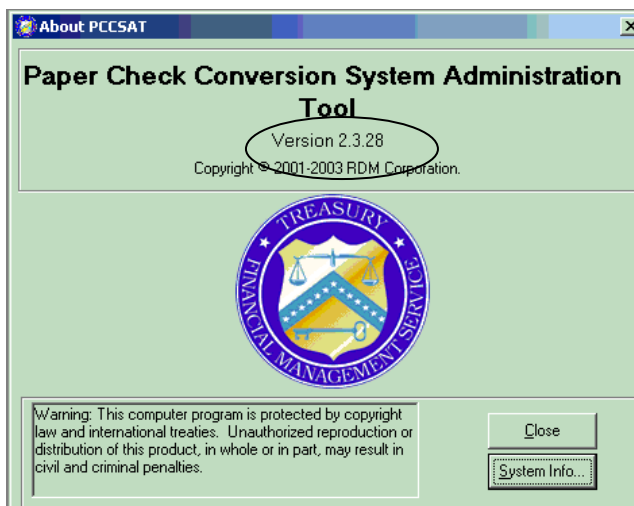 About PCCSAT
Paper Check Conversion System Administration
Tool
Version 2.3.28
Copyright © 2001-2003 RDM Corporation.
TREASURY
FINANCIAL MANAGEMENT SERVICE
Warning: This computer program is protected by copyright
law and international treaties. Unauthorized reproduction or
distribution of this product, in whole or in part, may result in
civil and criminal penalties.
Close
System Info...